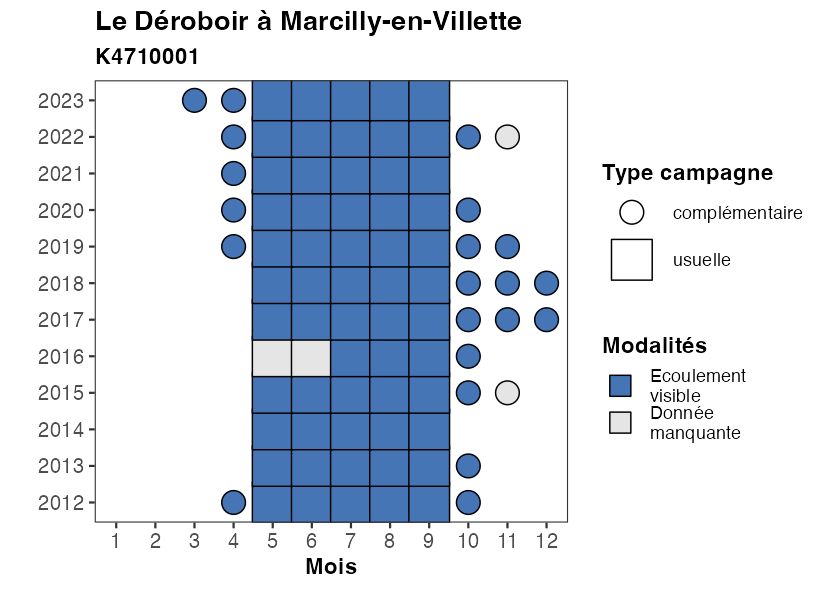 Le Déroboir à Marcilly-en-Villette
K4710001
2023
2022
2021
2020
2019
2018
2017
2016
2015
2014
2013
2012
1 2 3 4 5 6 7 8 9 10 11 12
Mois
Type campagne
complémentaire
usuelle
Modalités
Ecoulement
visible
Donnée
manquante